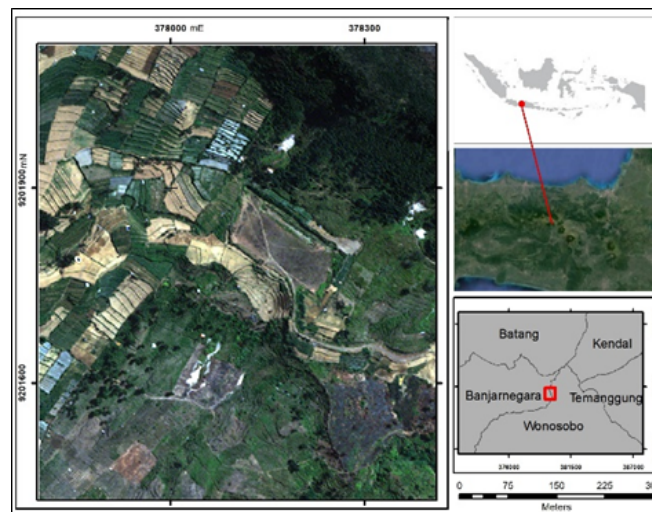 378000 mE
378300
9201900 mN
9201600
Batang
Kendal
Banjarnegara
Temanggung
Wonosobo
0
75
150
225
Meters